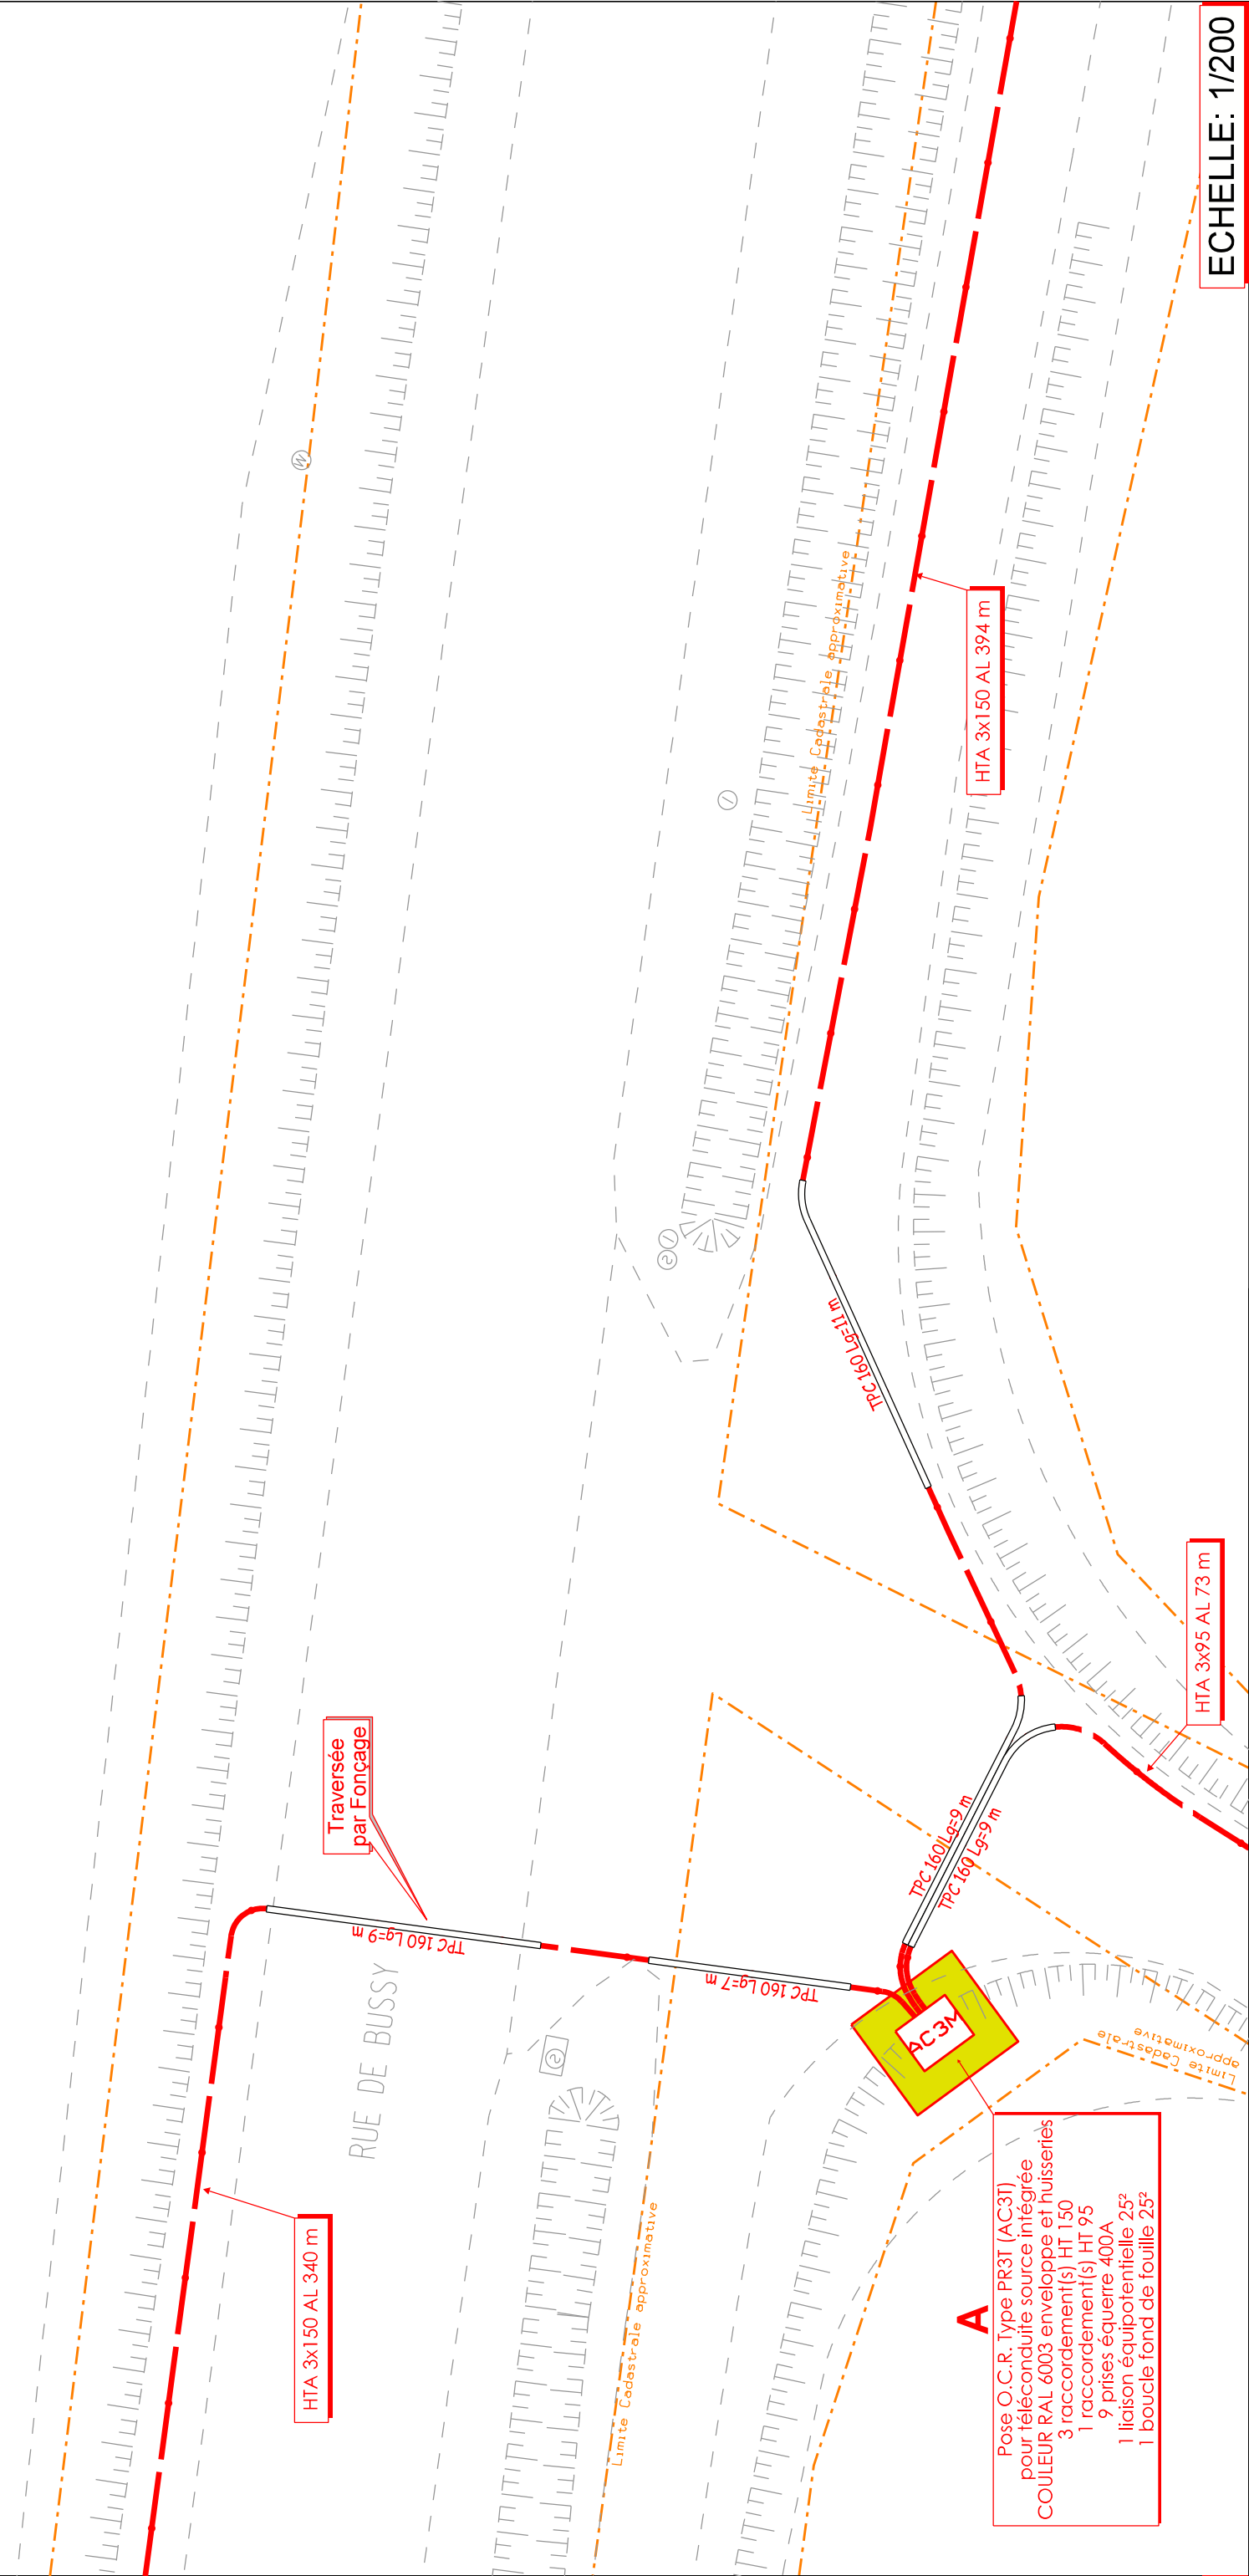 ECHELLE: 1/200
W
Limite Cadastrale approximative
HTA 3x150 AL 394 m
I
I
S
TPC 160 Lg=11 m
HTA 3x95 AL 73 m
Traversée
par Fonçage
TPC 160 Lg=9 m
TPC 160 Lg=9 m
TPC 160 Lg=9 m
TPC 160 Lg=7 m
RUE DE BUSSY
S
AC3M
Limite Cadastrale
approximative
HTA 3x150 AL 340 m
Limite Cadastrale approximative
A
Pose O.C.R. Type PR3T (AC3T)
pour téléconduite source intégrée
COULEUR RAL 6003 enveloppe et huisseries
3 raccordement(s) HT 150
1 raccordement(s) HT 95
9 prises équerre 400A
1 liaison équipotentielle 25²
1 boucle fond de fouille 25²